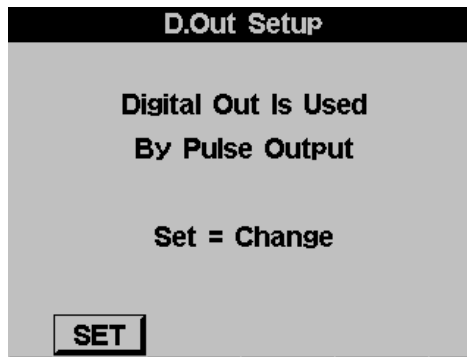 D.Out Setup
Digital Out Is Used
By Pulse Output
Set = Change
SET